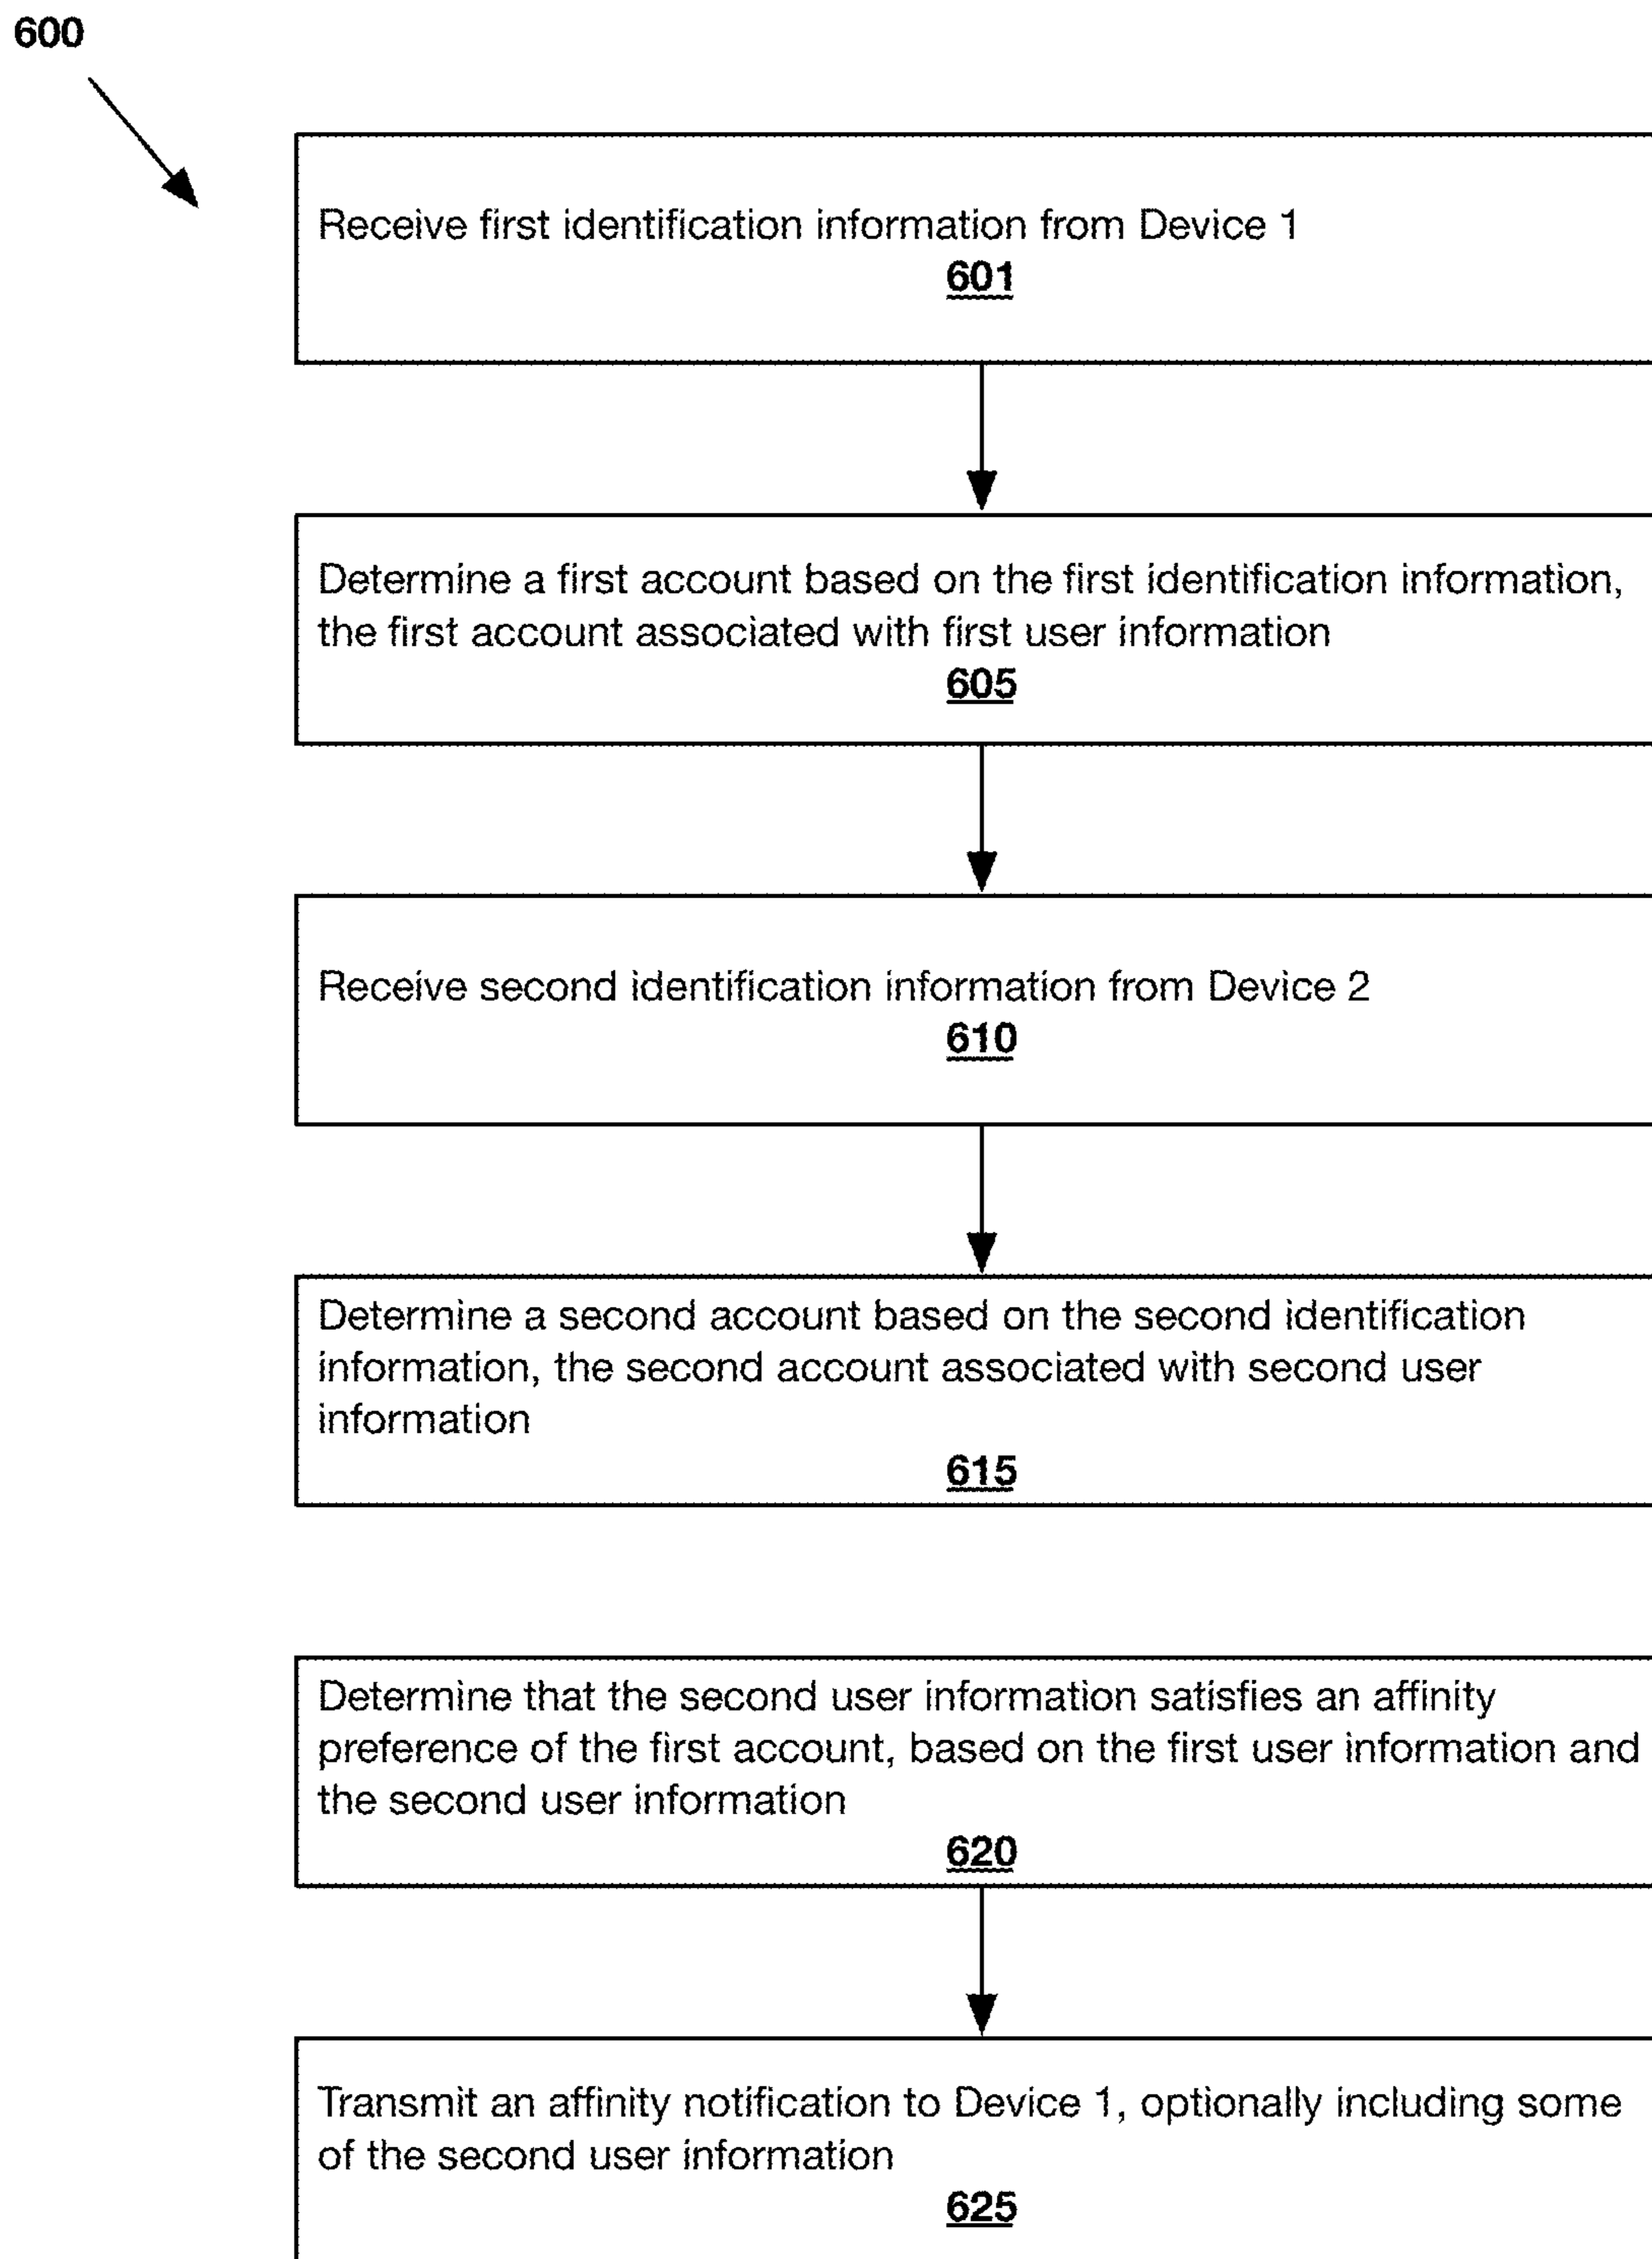 600
Receive first identification information from Device 1
601
Determine a first account based on the first identification information,
the first account associated with first user information
605
Receive second identification information from Device 2
610
Determine a second account based on the second identification
information, the second account associated with second user
information
615
Determine that the second user information satisfies an affinity
preference of the first account, based on the first user information and
the second user information
620
Transmit an affinity notification to Device 1, optionally including some
of the second user information
625